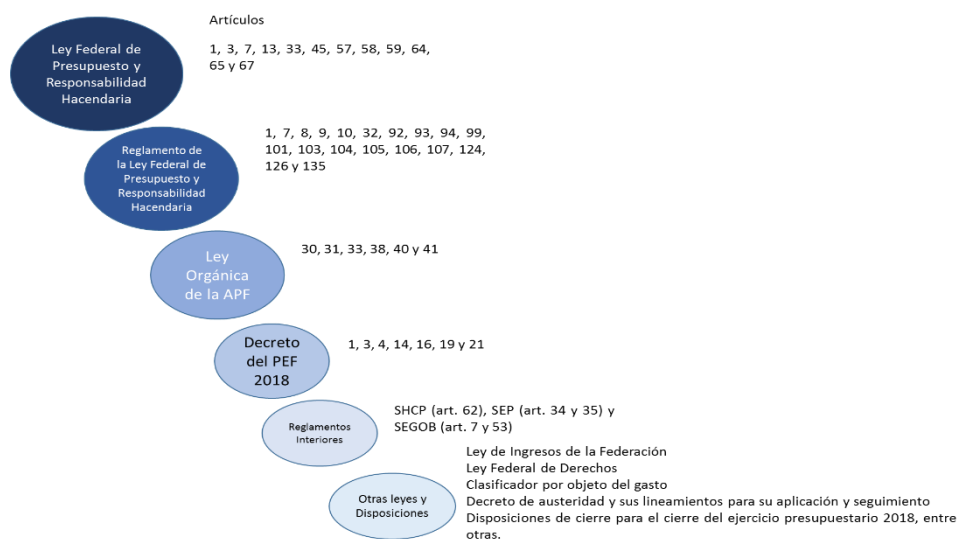 Artículos
Ley Federal de
Presupuesto y
Responsabilidad
Hacendaria
1, 3, 7, 13, 33, 45, 57, 58, 59, 64,
65 y 67
Reglamento de
la Ley Federal de
Presupuesto y
Responsabilidad
Hacendaria
1, 7, 8, 9, 10, 32, 92, 93, 94, 99,
101, 103, 104, 105, 106, 107, 124,
126 y 135
Ley
Orgánica
de la APF
30, 31, 33, 38, 40 y 41
Decreto
del PEF
2018
1, 3, 4, 14, 16, 19 y 21
Reglamentos
Interiores
SHCP (art. 62), SEP (art. 34 y 35) y
SEGOB (art. 7 y 53)
Otras leyes y
Disposiciones
Ley de Ingresos de la Federación
Ley Federal de Derechos
Clasificador por objeto del gasto
Decreto de austeridad y sus lineamientos para su aplicación y seguimiento
Disposiciones de cierre para el cierre del ejercicio presupuestario 2018, entre
otras.